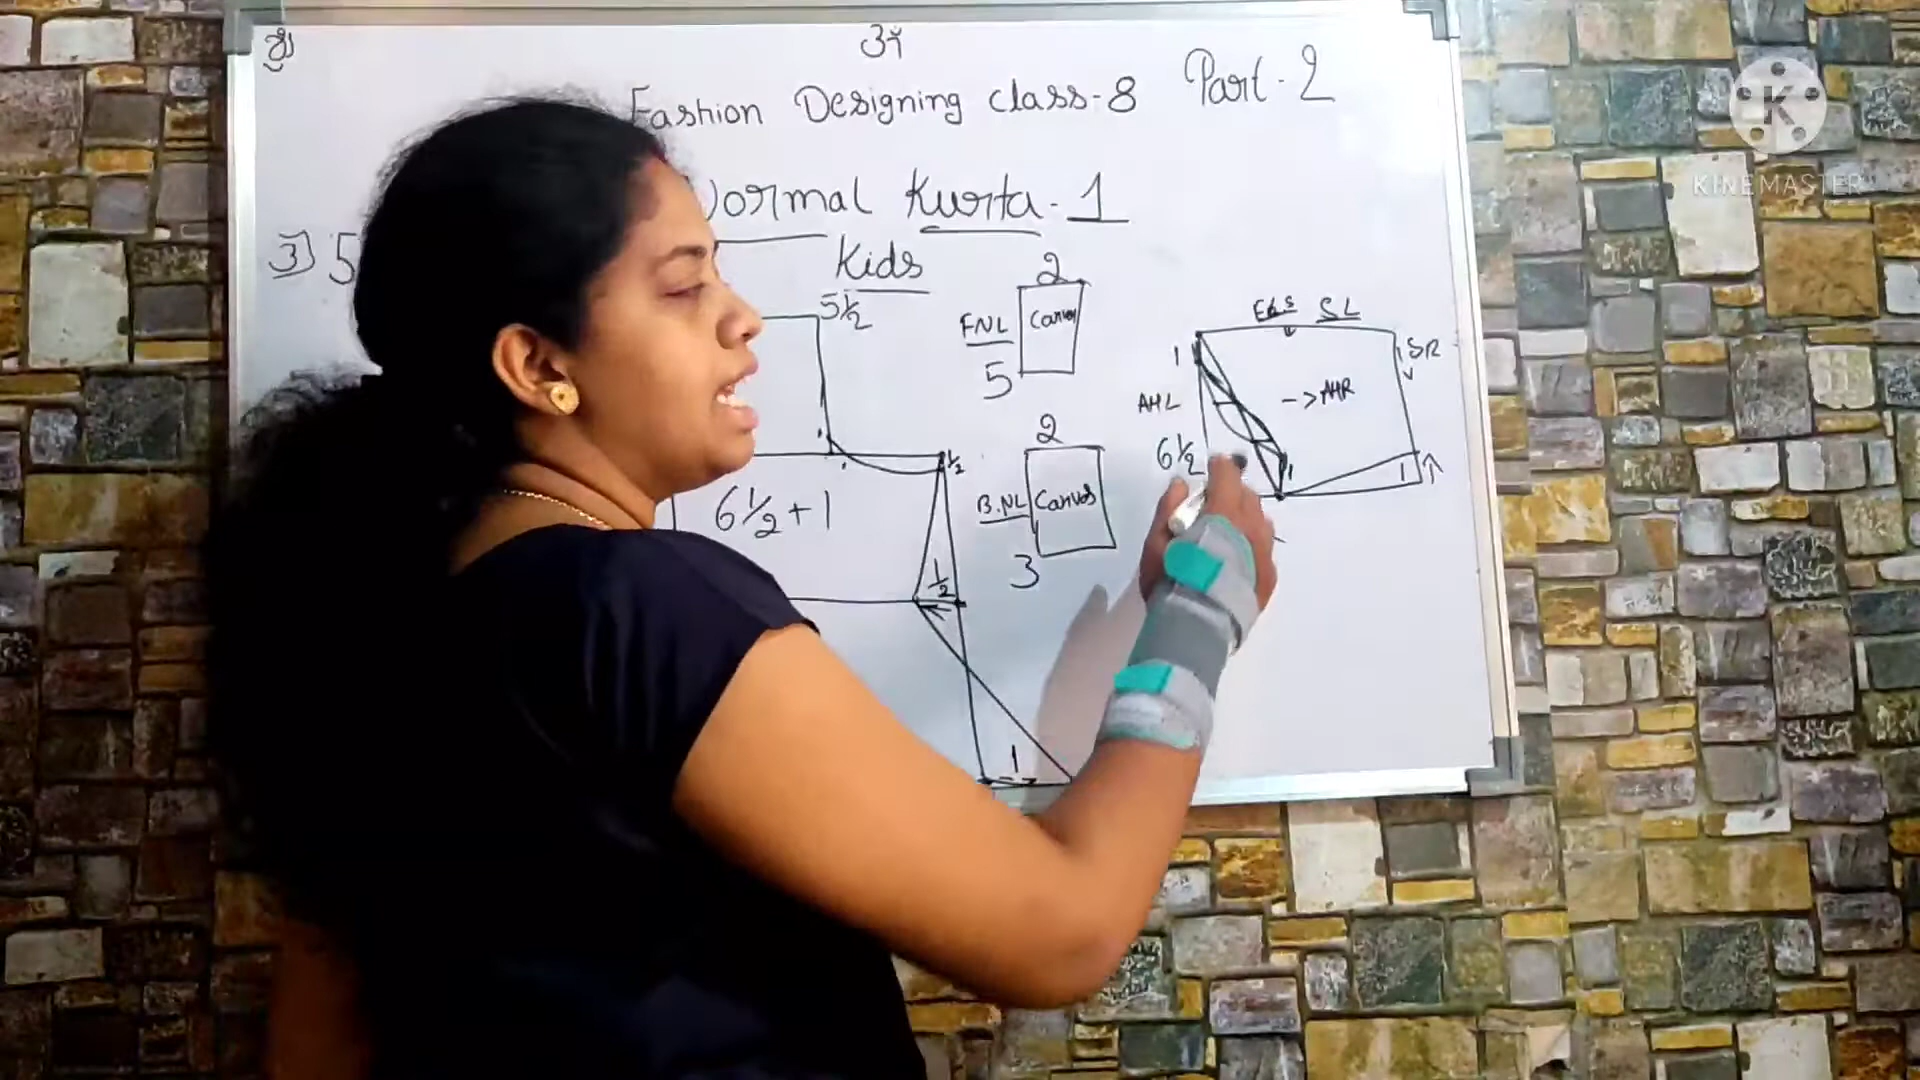 ఓం
Fashion Designing class-8 Part-2
Normal Kurta-1
Kids
3) 5
5½
FNL
2
Canvas
5
6½+1
½
½
1
B.NL
2
Canvas
3
SL
SR
1
AHL
6½
->AHR
1
1
K
KINEMASTER